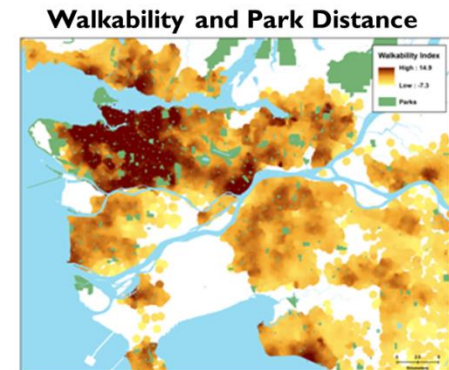 Walkability and Park Distance
Walkability Index
High : 14.9
Low : -7.3
Parks